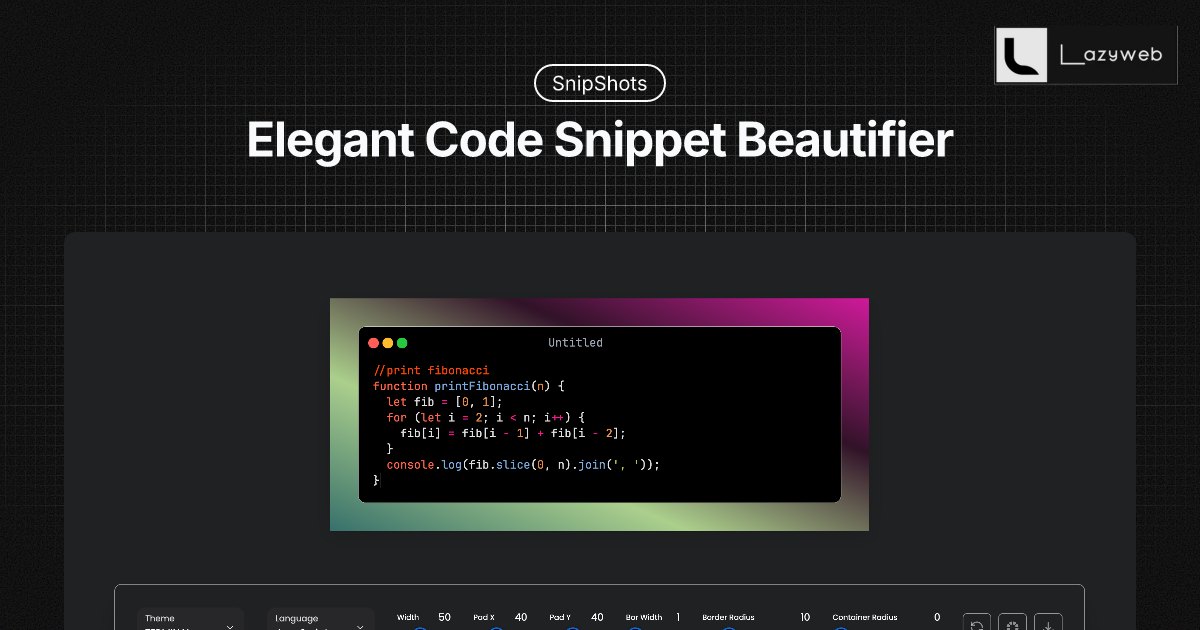 Lazyweb
SnipShots
Elegant Code Snippet Beautifier
Untitled
//print fibonacci
function printFibonacci(n) {
  let fib = [0, 1];
  for (let i = 2; i < n; i++) {
    fib[i] = fib[i - 1] + fib[i - 2];
  }
  console.log(fib.slice(0, n).join(', '));
}
Theme Language Width 50 Pad X 40 Pad Y 40 Bar Width 1 Border Radius 10 Container Radius 0